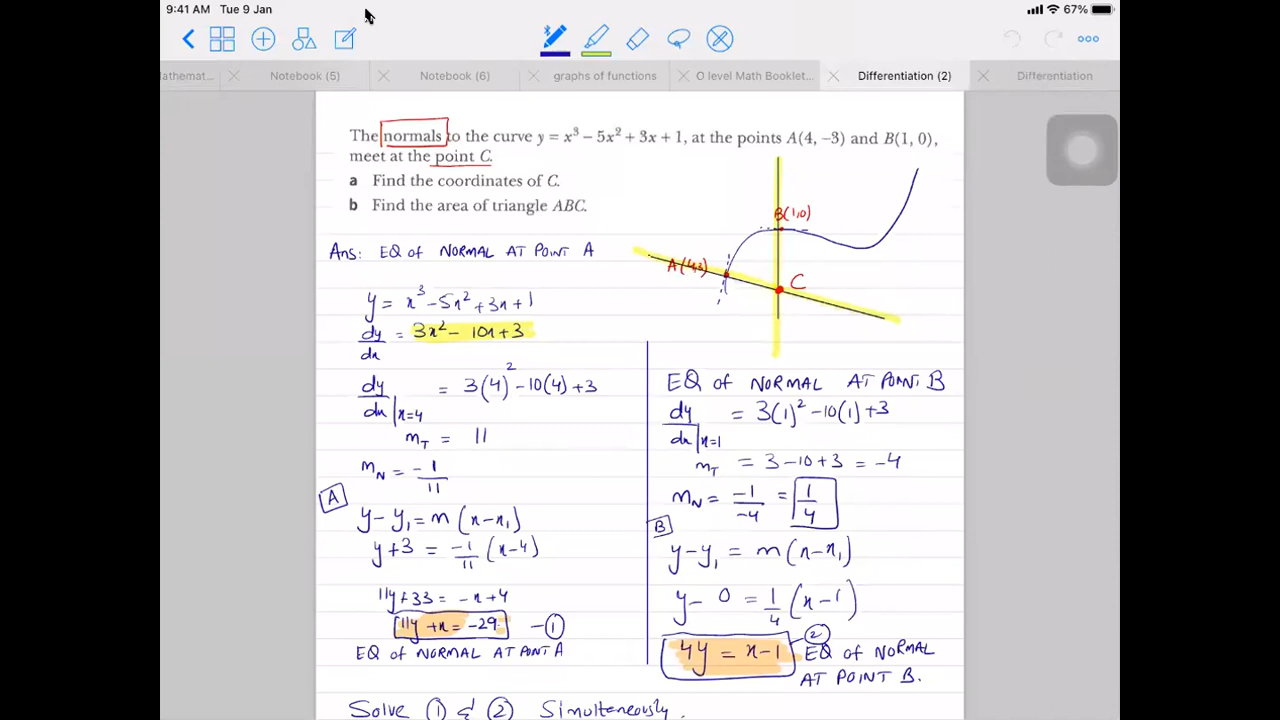 9:41 AM Tue 9 Jan
67%
Mathemat...
Notebook (5)
Notebook (6)
graphs of functions
O level Math Booklet...
Differentiation (2)
Differentiation
The normals to the curve y = x³ − 5x² + 3x + 1, at the points A(4, −3) and B(1, 0),
meet at the point C.
a Find the coordinates of C.
b Find the area of triangle ABC.
B(1,0)
A(4,3)
C
Ans: EQ OF NORMAL AT POINT A
y = x³ -5x² +3x+1
dy/dx = 3x² - 10x+3
dy/dx|x=4 = 3(4)² -10(4)+3
mT = 11
mN = -1/11
A
y-y₁ = m(x-x₁)
y+3 = -1/11 (x-4)
11y+33 = -x+4
11y +x = -29 -①
EQ OF NORMAL AT POINT A
EQ OF NORMAL AT POINT B
dy/dx|x=1 = 3(1)² -10(1)+3
mT = 3-10+3 = -4
mN = -1/-4 = 1/4
B
y-y₁ = m(x-x₁)
y- 0 = 1/4 (x-1)
4y = x-1 ②
EQ OF NORMAL
AT POINT B.
Solve ① & ② Simultaneously.